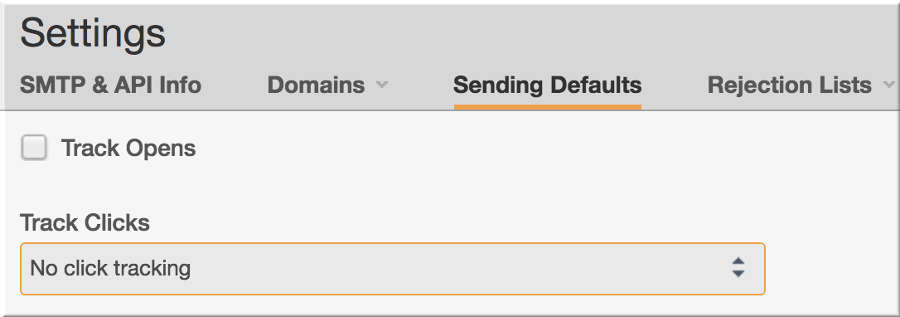 Settings
SMTP & API Info Domains Sending Defaults Rejection Lists
Track Opens
Track Clicks
No click tracking